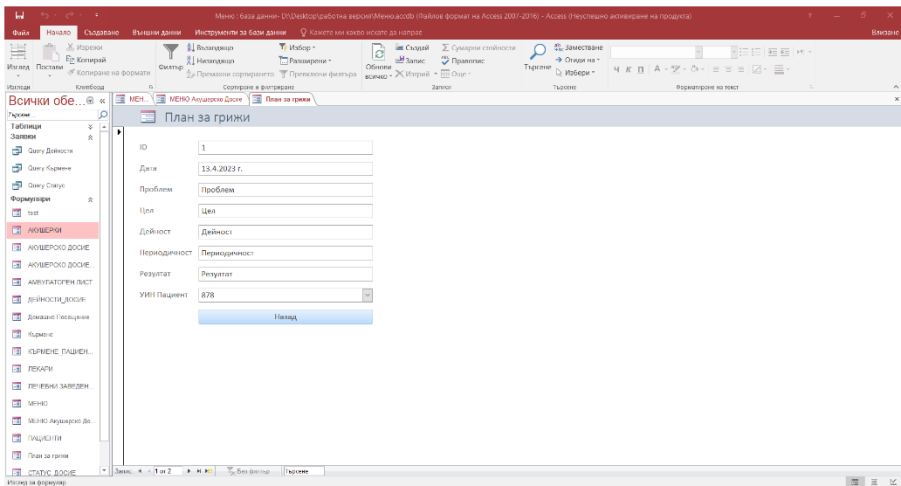 Меню : база данни- D:\Desktop\работна версия\Меню.accdb (Файлов формат на Access 2007-2016) - Access (Неуспешно активиране на продукта)
Файл Начало Създаване Външни данни Инструменти за бази данни Кажете ми какво искате да направя Влизане
Изглед Постави Изрежи Копирай Копиране на формати
Филтър Възходящо Низходящо Премахни сортирането Избор Разширени Превключи филтъра
Обнови всичко Създай Запис Изтрий Още Сумарни стойности Правопис
Търсене Заместване Отиди на Избери
Ч К П
Изгледи Клипборд Сортиране и филтриране Записи Търсене Форматиране на текст
Всички обе...
Търсене...
Таблици
Заявки
Query Дейности
Query Кърмене
Query Статус
Формуляри
test
АКУШЕРКИ
АКУШЕРСКО ДОСИЕ
АКУШЕРСКО ДОСИЕ...
АМБУЛАТОРЕН ЛИСТ
ДЕЙНОСТИ_ДОСИЕ
Домашно Посещение
Кърмене
КЪРМЕНЕ_ПАЦИЕН...
ЛЕКАРИ
ЛЕЧЕБНИ ЗАВЕДЕН...
МЕНЮ
МЕНЮ Акушерско До...
ПАЦИЕНТИ
План за грижи
СТАТУС_ДОСИЕ
МЕН... МЕНЮ Акушерско Досие План за грижи
План за грижи
ID 1
Дата 13.4.2023 г.
Проблем Проблем
Цел Цел
Дейност Дейност
Периодичност Периодичност
Резултат Резултат
УИН Пациент 878
Назад
Запис: 1 от 2 Без филтър Търсене
Изглед за формуляр